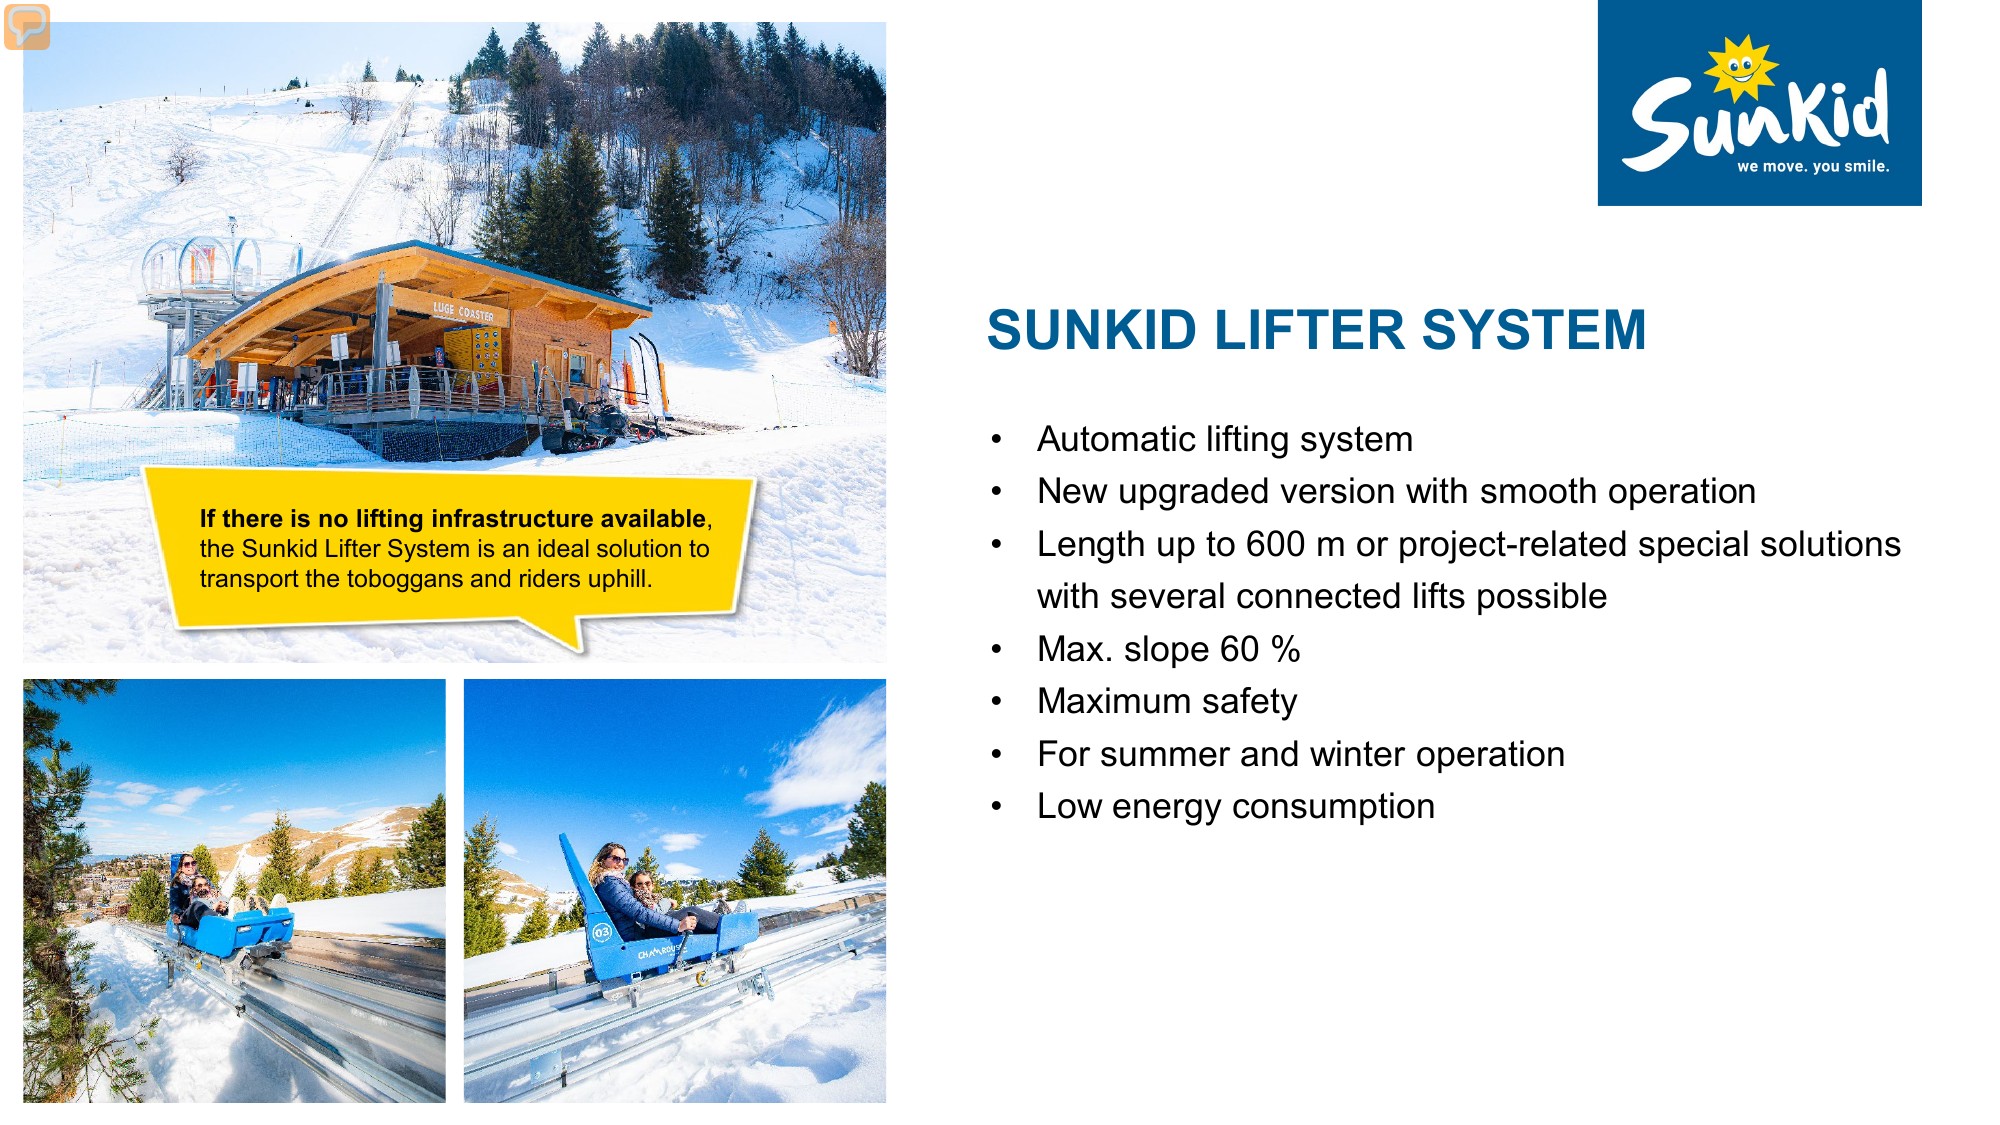 Sunkid
we move. you smile.
LUGE COASTER
If there is no lifting infrastructure available,
the Sunkid Lifter System is an ideal solution to
transport the toboggans and riders uphill.
SUNKID LIFTER SYSTEM
• Automatic lifting system
• New upgraded version with smooth operation
• Length up to 600 m or project-related special solutions
with several connected lifts possible
• Max. slope 60 %
• Maximum safety
• For summer and winter operation
• Low energy consumption
03
CHAMROUSSE